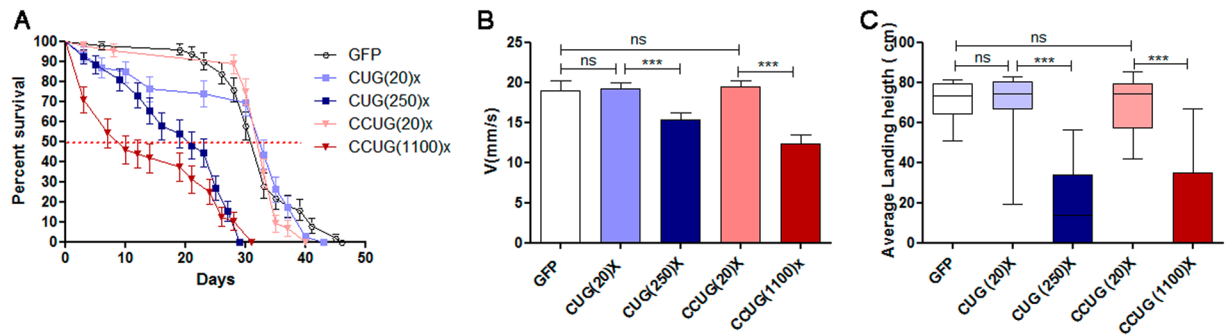 A
Percent survival
100
90
80
70
60
50
40
30
20
10
0
0 10 20 30 40 50
Days
GFP
CUG(20)x
CUG(250)x
CCUG(20)x
CCUG(1100)x
B
V(mm/s)
25
20
15
10
5
0
ns
ns *** ***
GFP
CUG(20)X
CUG(250)X
CCUG(20)X
CCUG(1100)x
C
Average Landing heigth ( cm)
100
80
60
40
20
0
ns
ns *** ***
GFP
CUG (20)X
CUG (250)X
CCUG (20)X
CCUG (1100)X